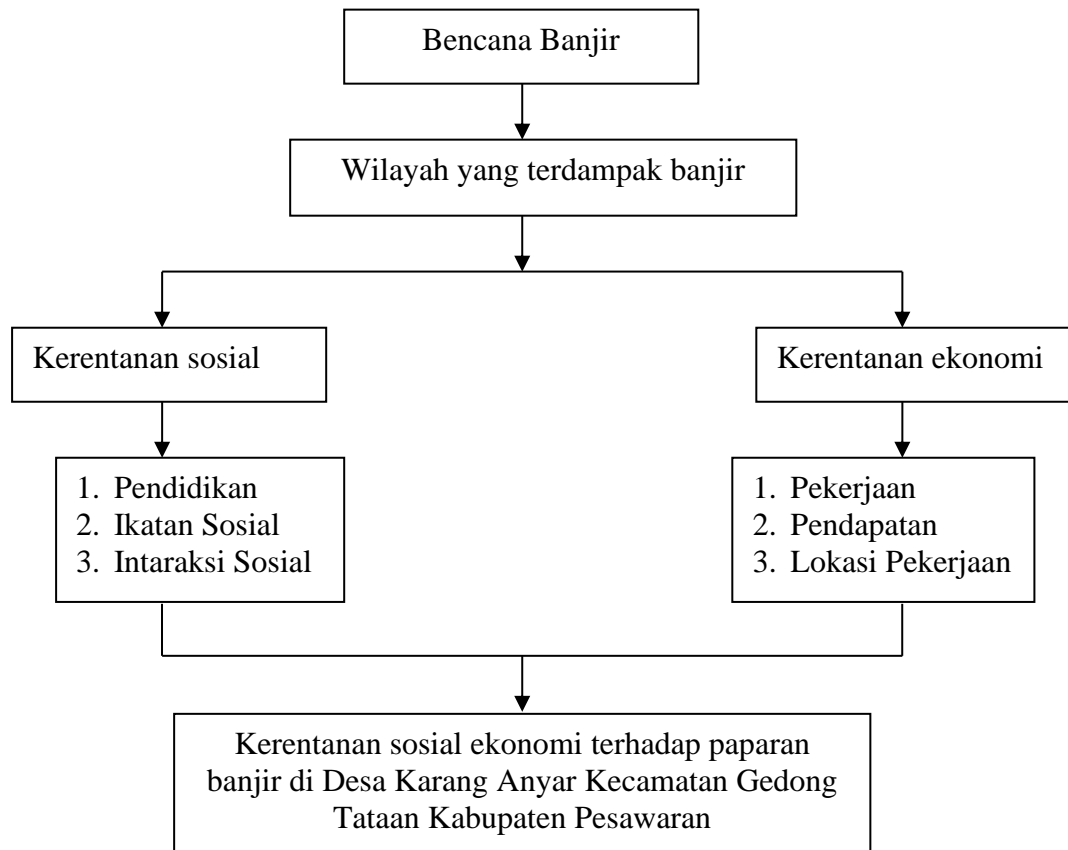 Bencana Banjir
Wilayah yang terdampak banjir
Kerentanan sosial
Kerentanan ekonomi
1. Pendidikan
2. Ikatan Sosial
3. Intaraksi Sosial
1. Pekerjaan
2. Pendapatan
3. Lokasi Pekerjaan
Kerentanan sosial ekonomi terhadap paparan
banjir di Desa Karang Anyar Kecamatan Gedong
Tataan Kabupaten Pesawaran